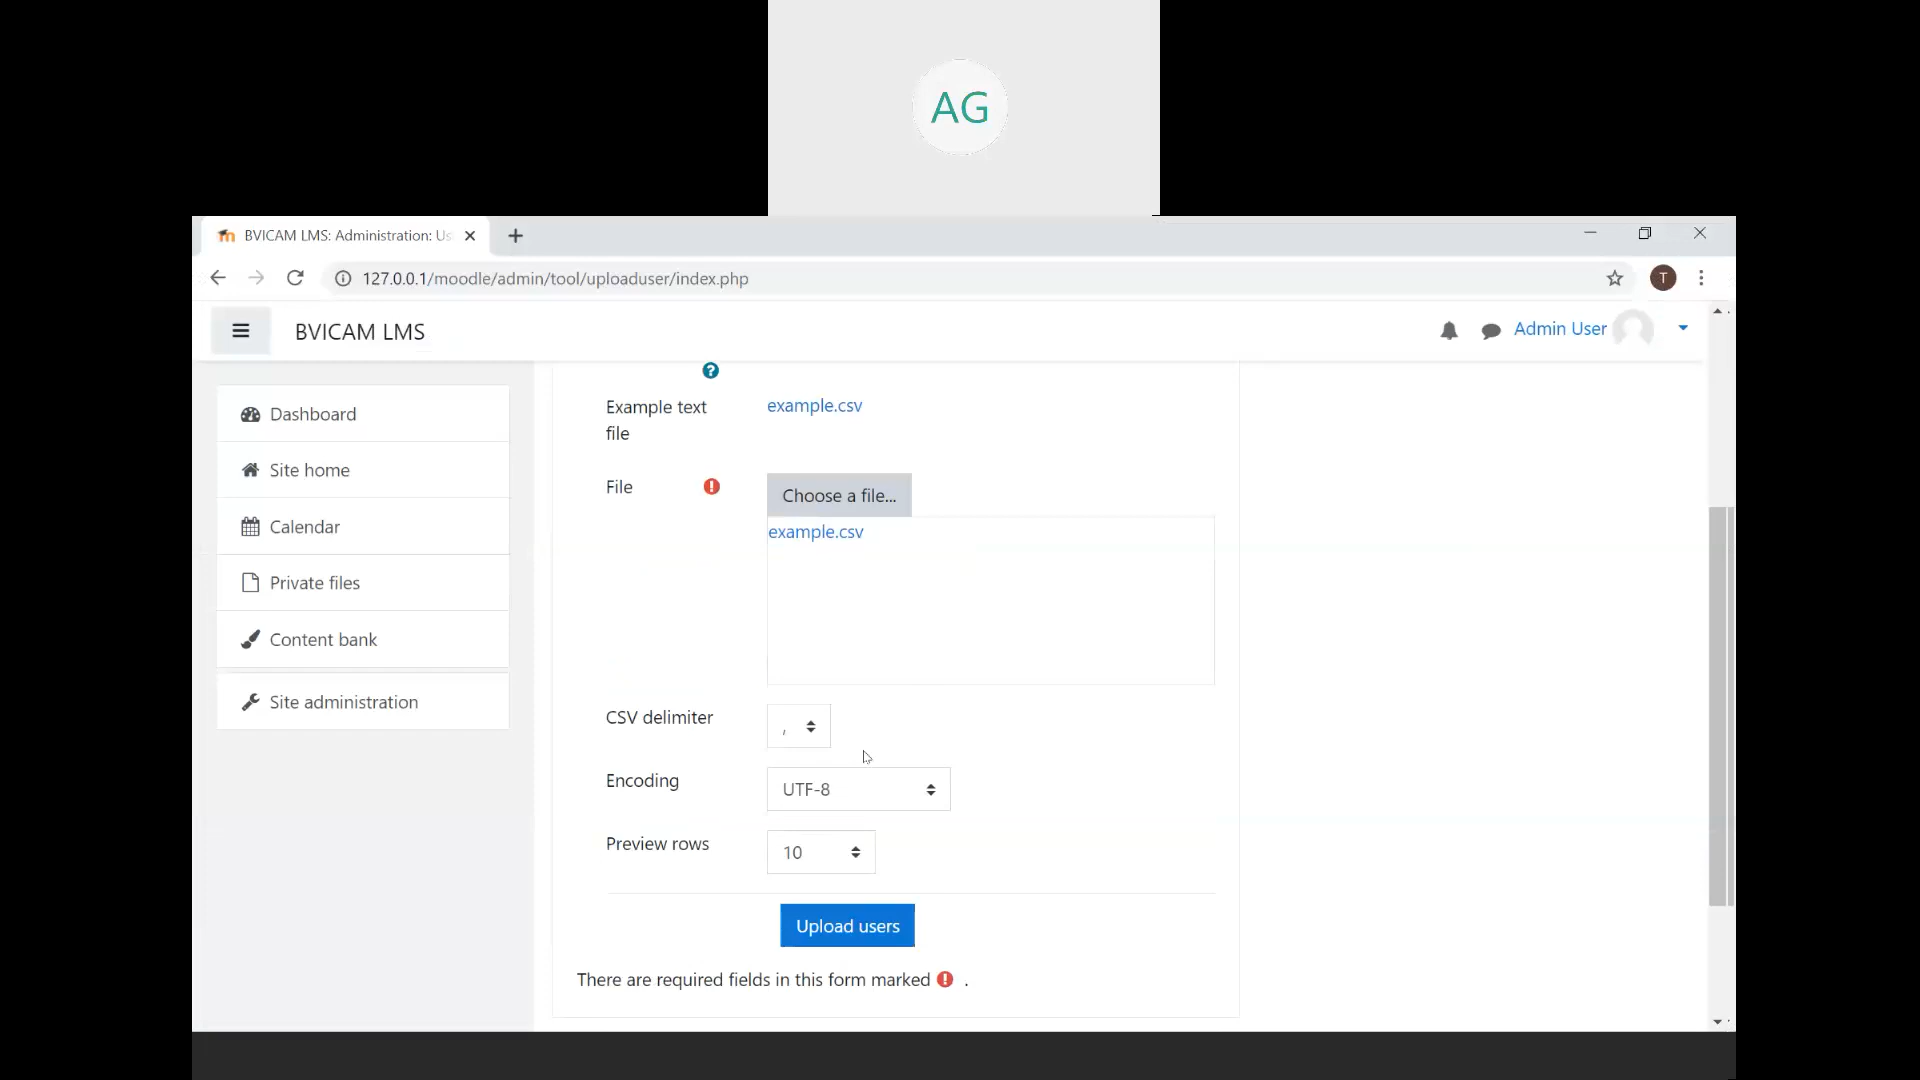 AG
BVICAM LMS: Administration: Us
127.0.0.1/moodle/admin/tool/uploaduser/index.php
T
BVICAM LMS
Admin User
Dashboard
Site home
Calendar
Private files
Content bank
Site administration
?
Example text
file
example.csv
File
!
Choose a file...
example.csv
CSV delimiter
,
Encoding
UTF-8
Preview rows
10
Upload users
There are required fields in this form marked ! .